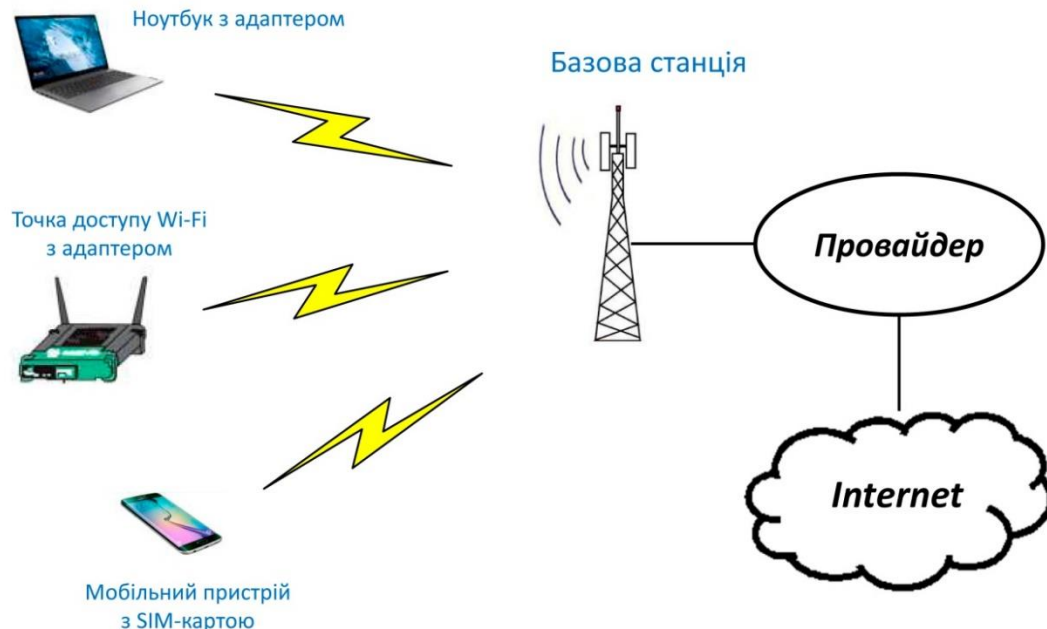 Ноутбук з адаптером
Базова станція
Точка доступу Wi-Fi
з адаптером
Провайдер
Internet
Мобільний пристрій
з SIM-картою